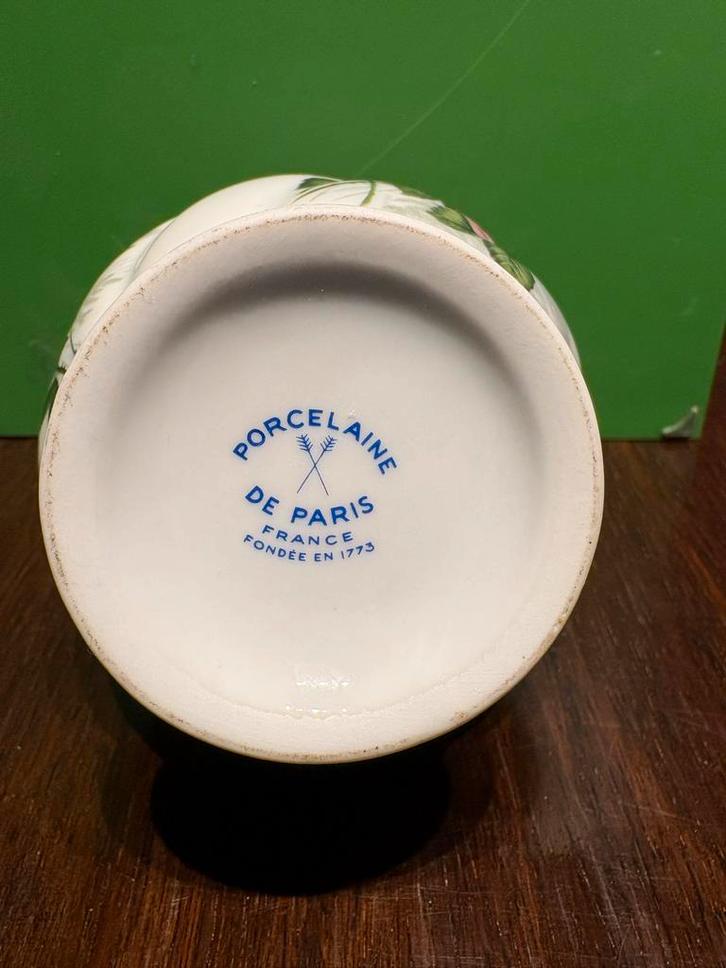 PORCELAINE
DE PARIS
FRANCE
FONDÉE EN 1773